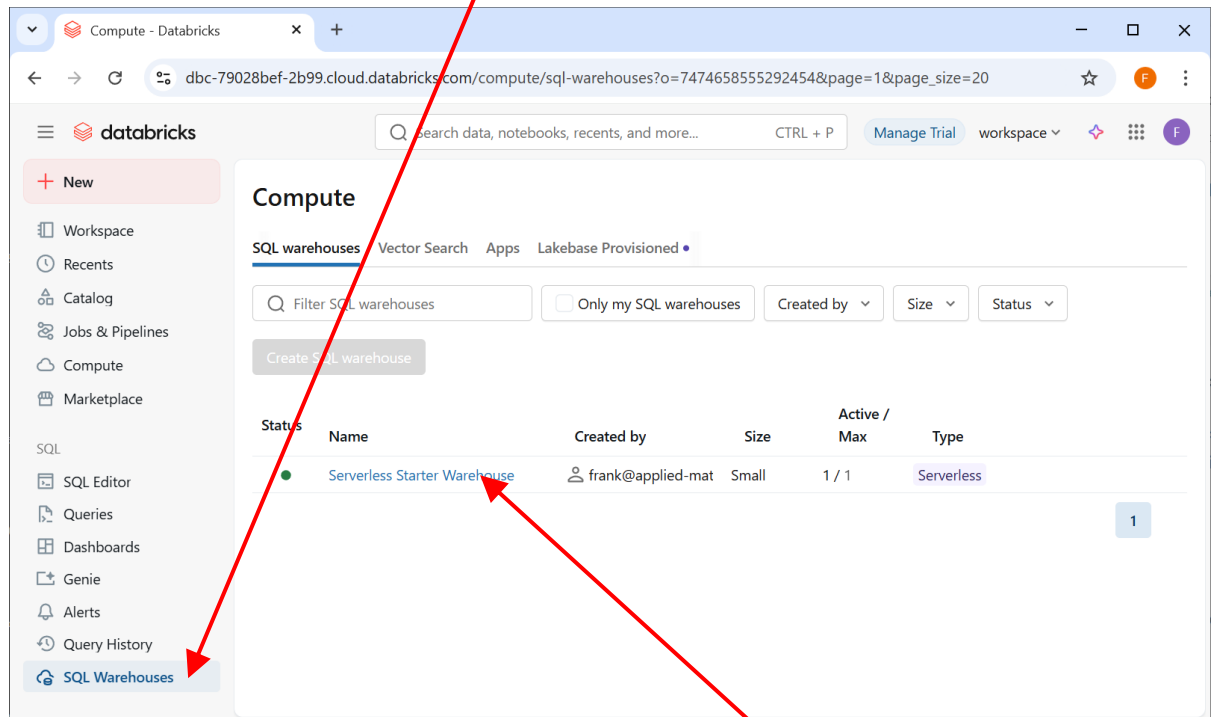 Compute - Databricks
dbc-79028bef-2b99.cloud.databricks.com/compute/sql-warehouses?o=7474658555292454&page=1&page_size=20
F
databricks
Search data, notebooks, recents, and more...
CTRL + P
Manage Trial
workspace
F
New
Workspace
Recents
Catalog
Jobs & Pipelines
Compute
Marketplace
SQL
SQL Editor
Queries
Dashboards
Genie
Alerts
Query History
SQL Warehouses
Compute
SQL warehouses Vector Search Apps Lakebase Provisioned
Filter SQL warehouses
Only my SQL warehouses
Created by
Size
Status
Create SQL warehouse
Status Name Created by Size Active / Max Type
Serverless Starter Warehouse frank@applied-mat Small 1 / 1 Serverless
1